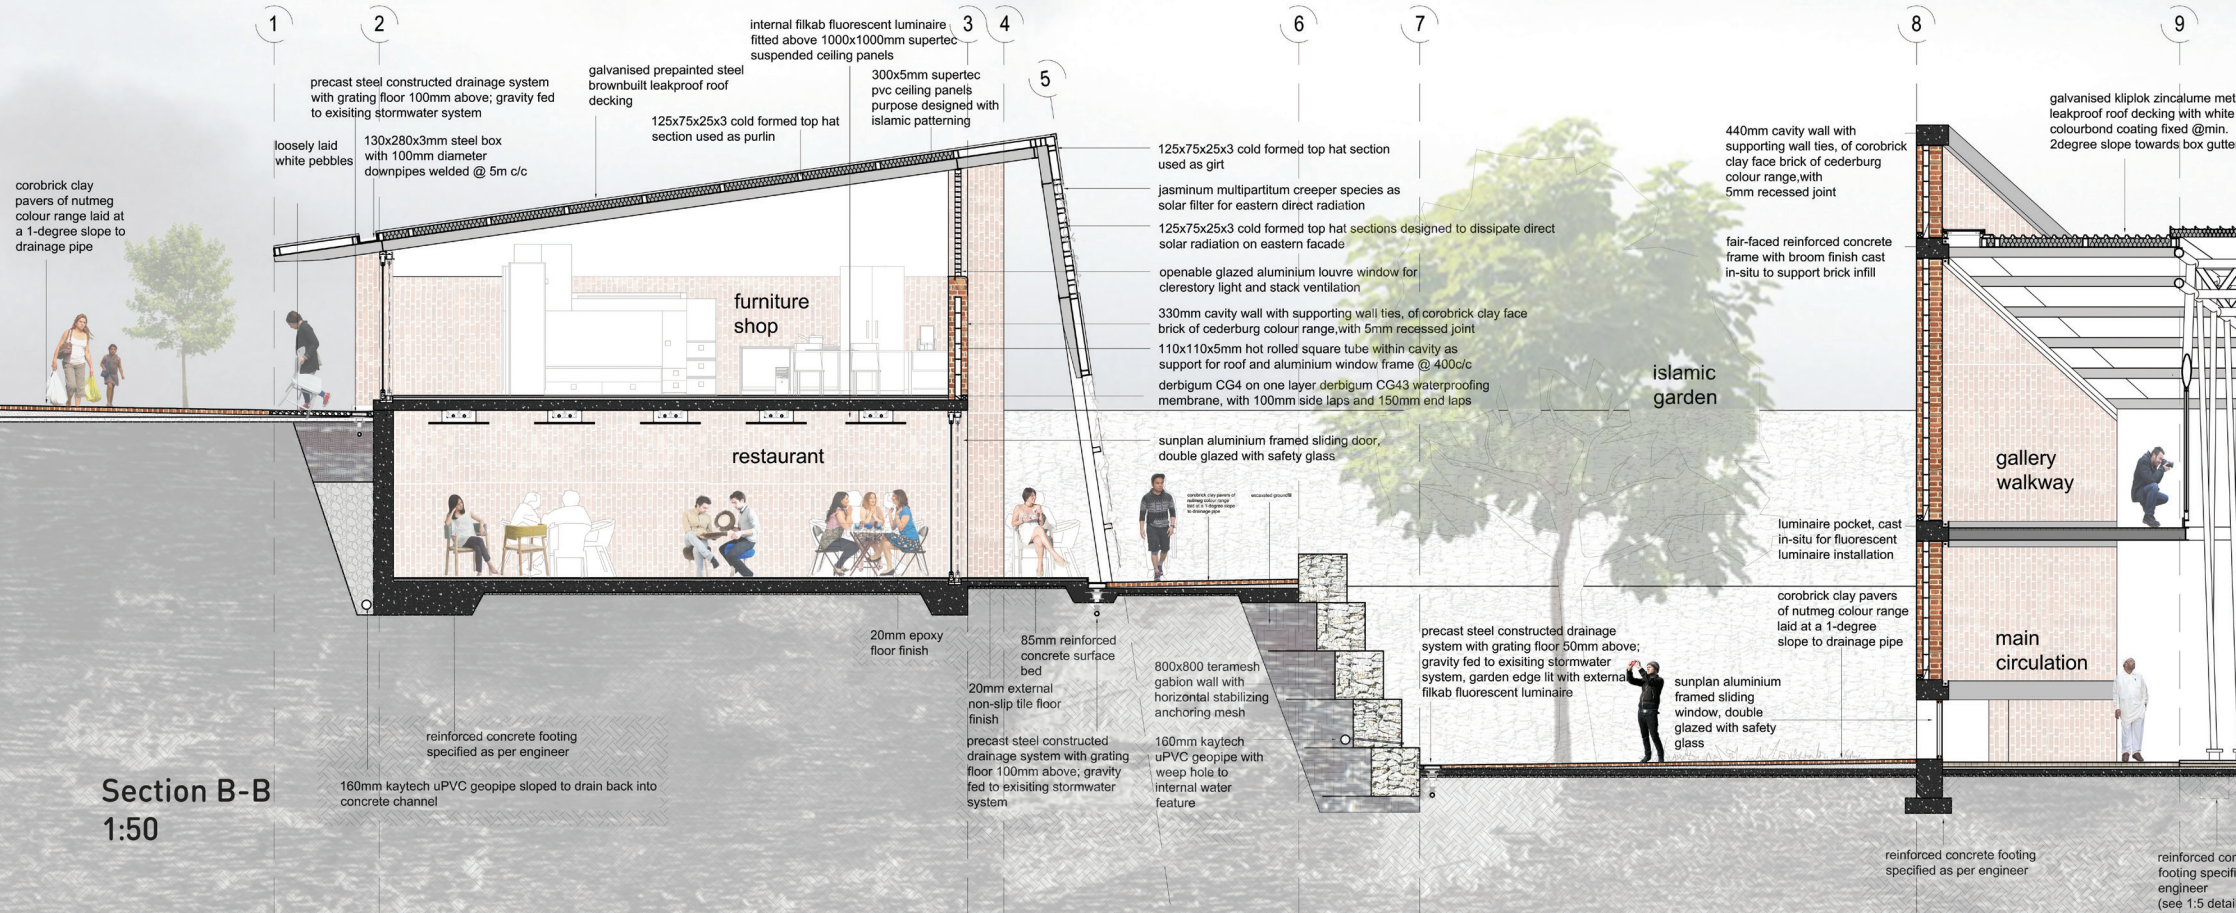 1
2
3
4
5
6
7
8
9
internal filkab fluorescent luminaire
fitted above 1000x1000mm supertec
suspended ceiling panels
precast steel constructed drainage system
with grating floor 100mm above; gravity fed
to exisiting stormwater system
galvanised prepainted steel
brownbuilt leakproof roof
decking
300x5mm supertec
pvc ceiling panels
purpose designed with
islamic patterning
125x75x25x3 cold formed top hat
section used as purlin
loosely laid
white pebbles
130x280x3mm steel box
with 100mm diameter
downpipes welded @ 5m c/c
corobrick clay
pavers of nutmeg
colour range laid at
a 1-degree slope to
drainage pipe
125x75x25x3 cold formed top hat section
used as girt
jasminum multipartitum creeper species as
solar filter for eastern direct radiation
125x75x25x3 cold formed top hat sections designed to dissipate direct
solar radiation on eastern facade
openable glazed aluminium louvre window for
clerestory light and stack ventilation
330mm cavity wall with supporting wall ties, of corobrick clay face
brick of cederburg colour range,with 5mm recessed joint
110x110x5mm hot rolled square tube within cavity as
support for roof and aluminium window frame @ 400c/c
derbigum CG4 on one layer derbigum CG43 waterproofing
membrane, with 100mm side laps and 150mm end laps
sunplan aluminium framed sliding door,
double glazed with safety glass
corobrick clay pavers of
nutmeg colour range
laid at a 1-degree slope
to drainage pipe
excavated groundfill
furniture
shop
restaurant
islamic
garden
440mm cavity wall with
supporting wall ties, of corobrick
clay face brick of cederburg
colour range,with
5mm recessed joint
fair-faced reinforced concrete
frame with broom finish cast
in-situ to support brick infill
galvanised kliplok zincalume met
leakproof roof decking with white
colourbond coating fixed @min.
2degree slope towards box gutte
gallery
walkway
luminaire pocket, cast
in-situ for fluorescent
luminaire installation
corobrick clay pavers
of nutmeg colour range
laid at a 1-degree
slope to drainage pipe
main
circulation
20mm epoxy
floor finish
85mm reinforced
concrete surface
bed
20mm external
non-slip tile floor
finish
precast steel constructed
drainage system with grating
floor 100mm above; gravity
fed to exisiting stormwater
system
800x800 teramesh
gabion wall with
horizontal stabilizing
anchoring mesh
160mm kaytech
uPVC geopipe with
weep hole to
internal water
feature
precast steel constructed drainage
system with grating floor 50mm above;
gravity fed to exisiting stormwater
system, garden edge lit with external
filkab fluorescent luminaire
sunplan aluminium
framed sliding
window, double
glazed with safety
glass
reinforced concrete footing
specified as per engineer
160mm kaytech uPVC geopipe sloped to drain back into
concrete channel
Section B-B
1:50
reinforced concrete footing
specified as per engineer
reinforced con
footing specifi
engineer
(see 1:5 detai